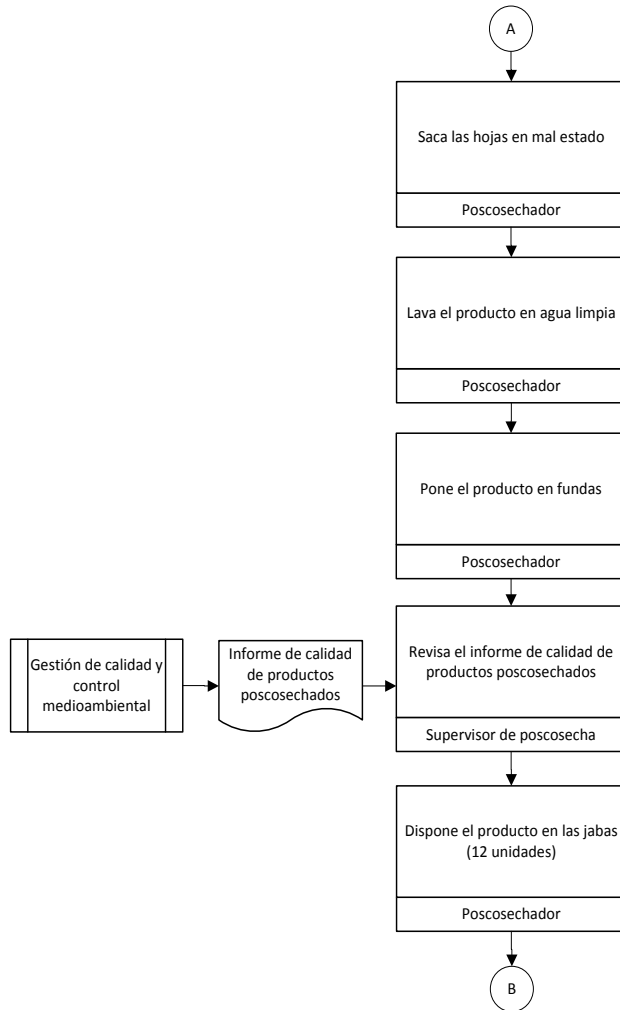 A
Saca las hojas en mal estado
Poscosechador
Lava el producto en agua limpia
Poscosechador
Pone el producto en fundas
Poscosechador
Gestión de calidad y
control
medioambiental
Informe de calidad
de productos
poscosechados
Revisa el informe de calidad de
productos poscosechados
Supervisor de poscosecha
Dispone el producto en las jabas
(12 unidades)
Poscosechador
B